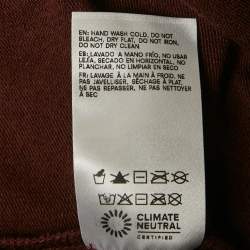 EN: HAND WASH COLD, DO NOT
BLEACH, DRY FLAT, DO NOT IRON,
DO NOT DRY CLEAN
ES: LAVADO A MANO FRÍO, NO USAR
LEJÍA, SECADO EN HORIZONTAL, NO
PLANCHAR, NO LIMPIAR EN SECO
FR: LAVAGE À LA MAIN À FROID, NE
PAS JAVELLISER, SÉCHAGE À PLAT,
NE PAS REPASSER, NE PAS NETTOYER
À SEC
CLIMATE
NEUTRAL
CERTIFIED